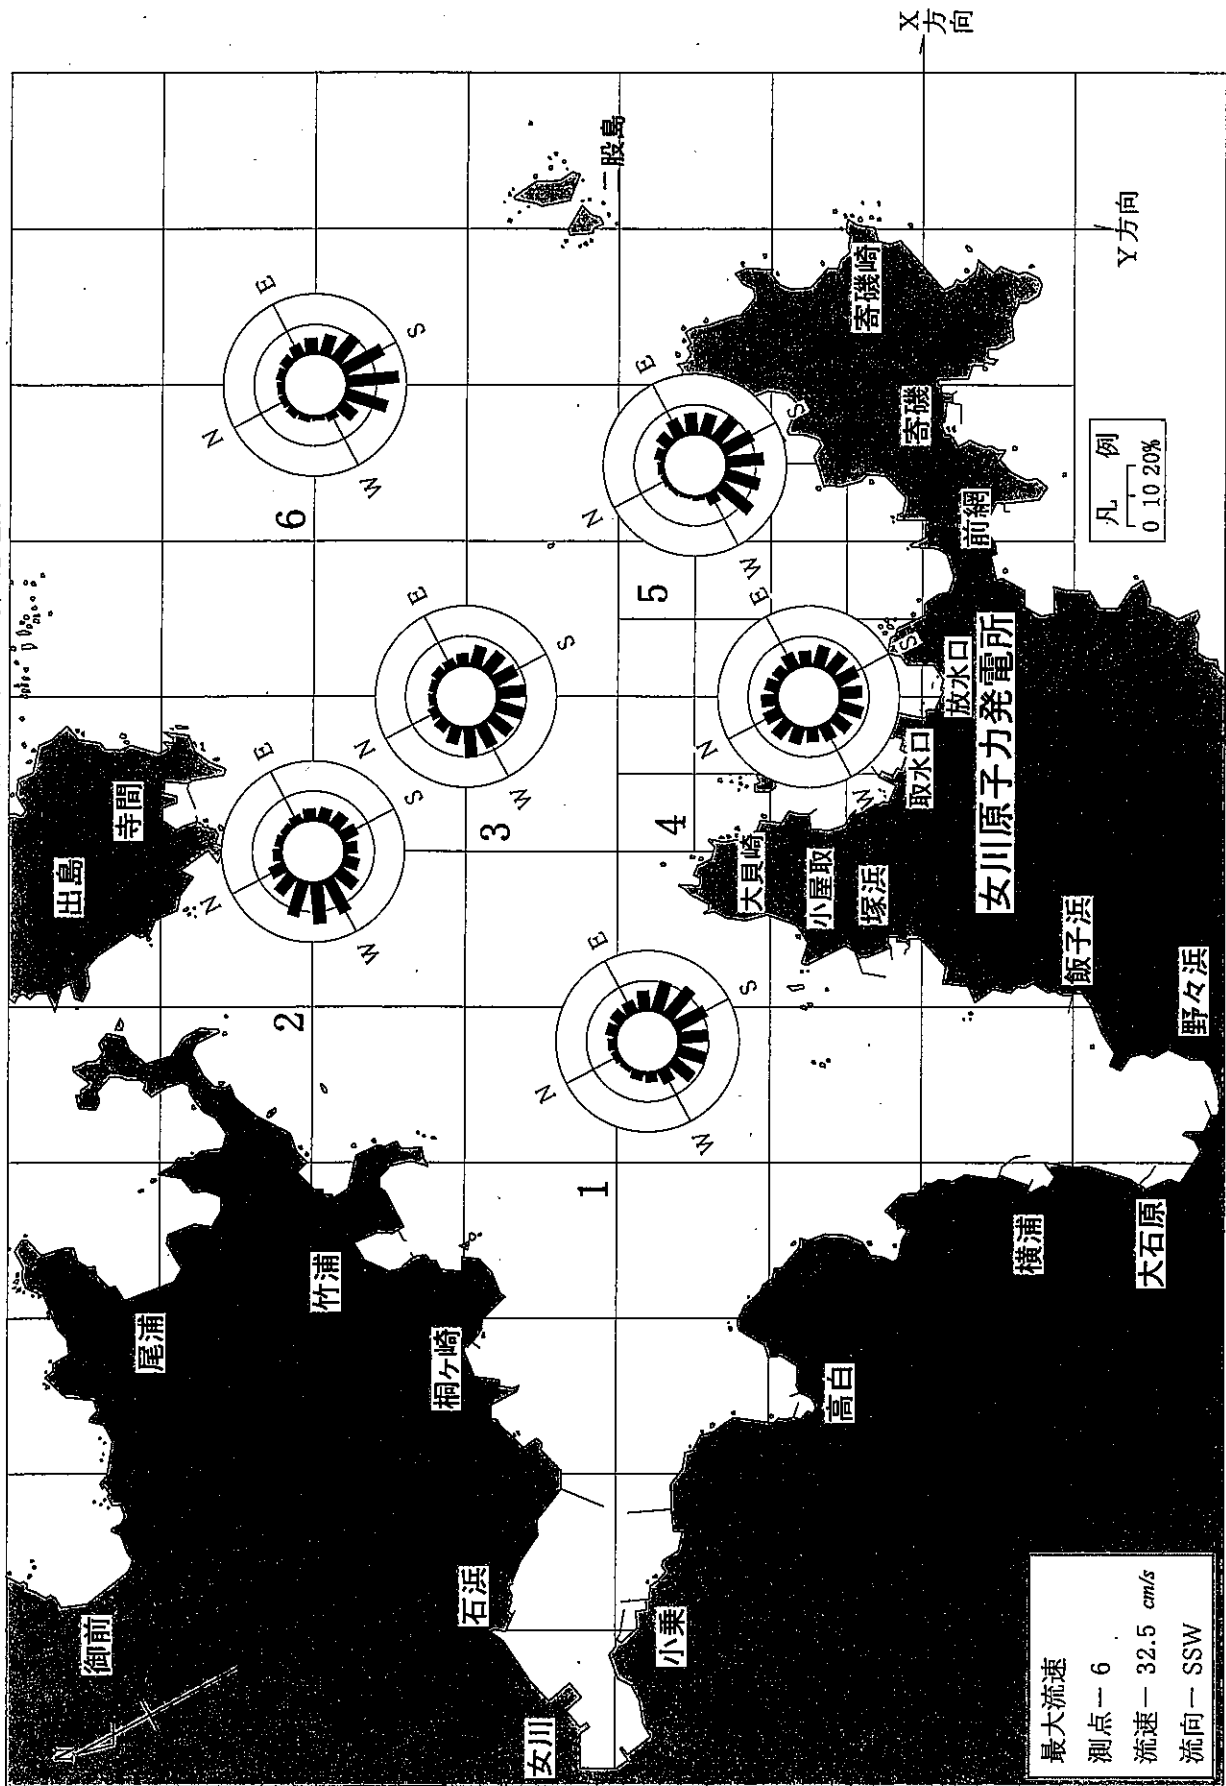 X
方向
Y方向
二股島
寄磯崎
寄磯
前網
凡例
0 10 20%
女川原子力発電所
放水口
取水口
大貝崎
小屋取
塚浜
飯子浜
野々浜
大石原
横浦
高白
小乗
女川
石浜
桐ケ崎
竹浦
尾浦
御前
出島
寺間
N
1
N
E
S
W
2
N
E
S
W
3
N
E
S
W
4
N
E
S
W
5
N
E
S
W
6
N
E
S
W
最大流速
測点－6
流速－32.5 cm/s
流向－SSW